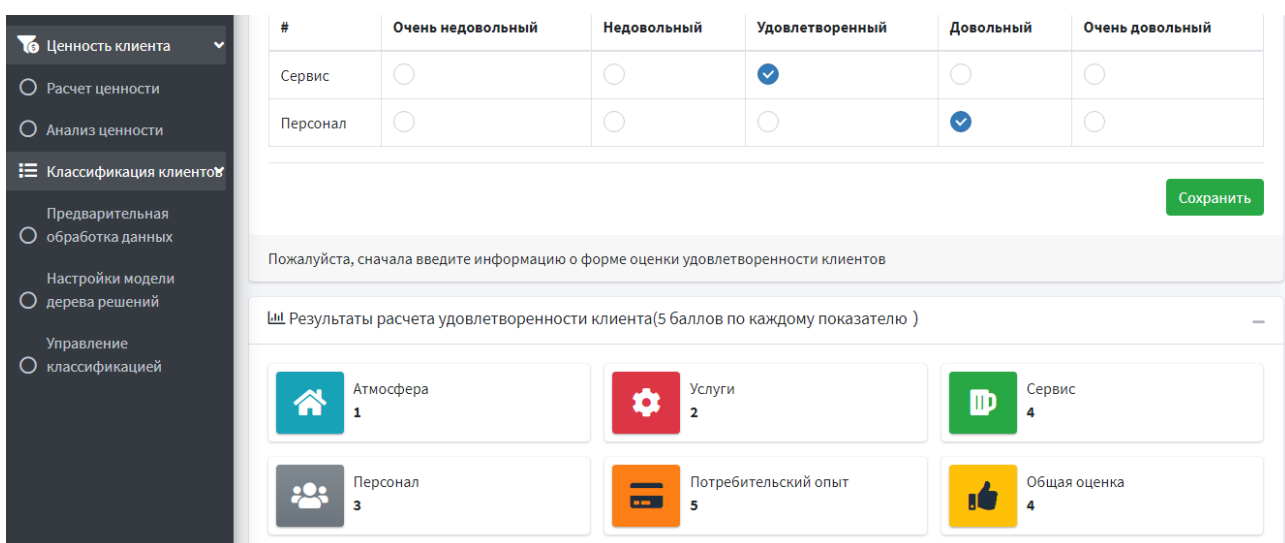 Ценность клиента
Расчет ценности
Анализ ценности
Классификация клиентов
Предварительная
обработка данных
Настройки модели
дерева решений
Управление
классификацией
# Очень недовольный Недовольный Удовлетворенный Довольный Очень довольный
Сервис
Персонал
Сохранить
Пожалуйста, сначала введите информацию о форме оценки удовлетворенности клиентов
Результаты расчета удовлетворенности клиента(5 баллов по каждому показателю )
Атмосфера
1
Услуги
2
Сервис
4
Персонал
3
Потребительский опыт
5
Общая оценка
4